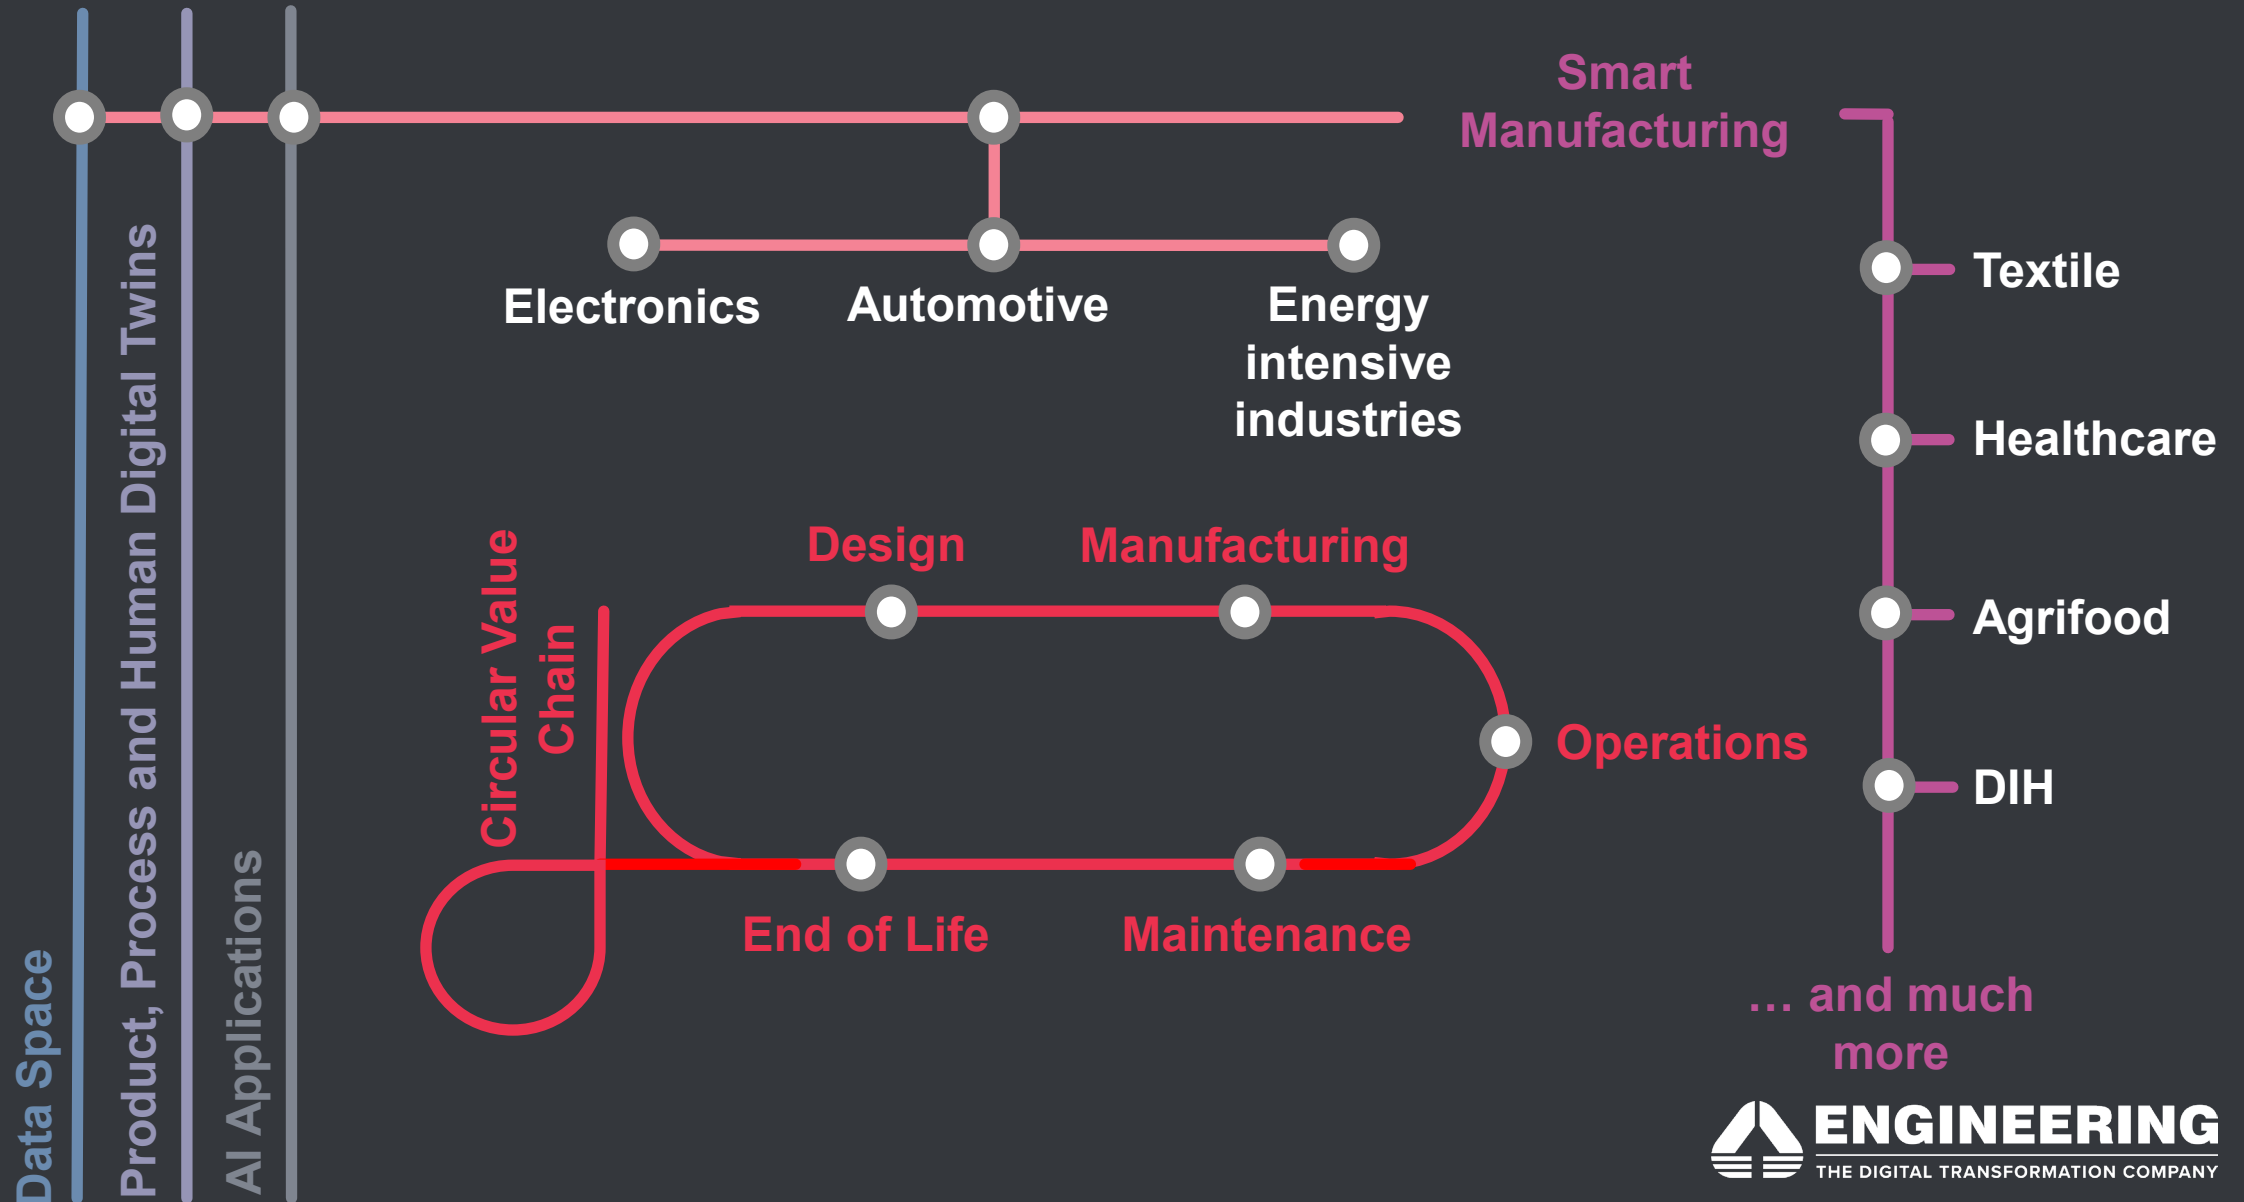 Smart
Manufacturing
Electronics
Automotive
Energy
intensive
industries
Textile
Healthcare
Agrifood
DIH
… and much
more
Circular Value
Chain
Design
Manufacturing
Operations
Maintenance
End of Life
Data Space
Product, Process and Human Digital Twins
AI Applications
ENGINEERING
THE DIGITAL TRANSFORMATION COMPANY